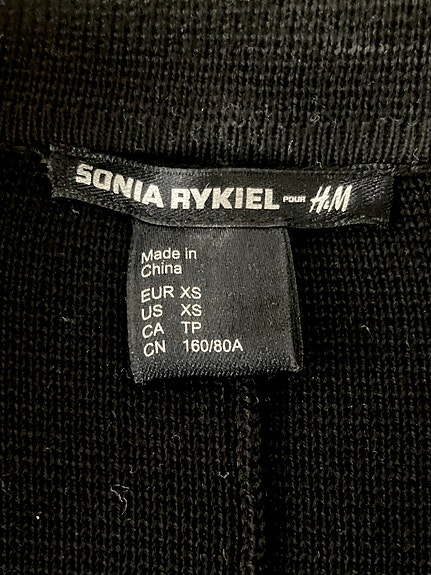 SONIA RYKIEL POUR H&M
Made in
China
EUR XS
US XS
CA TP
CN 160/80A